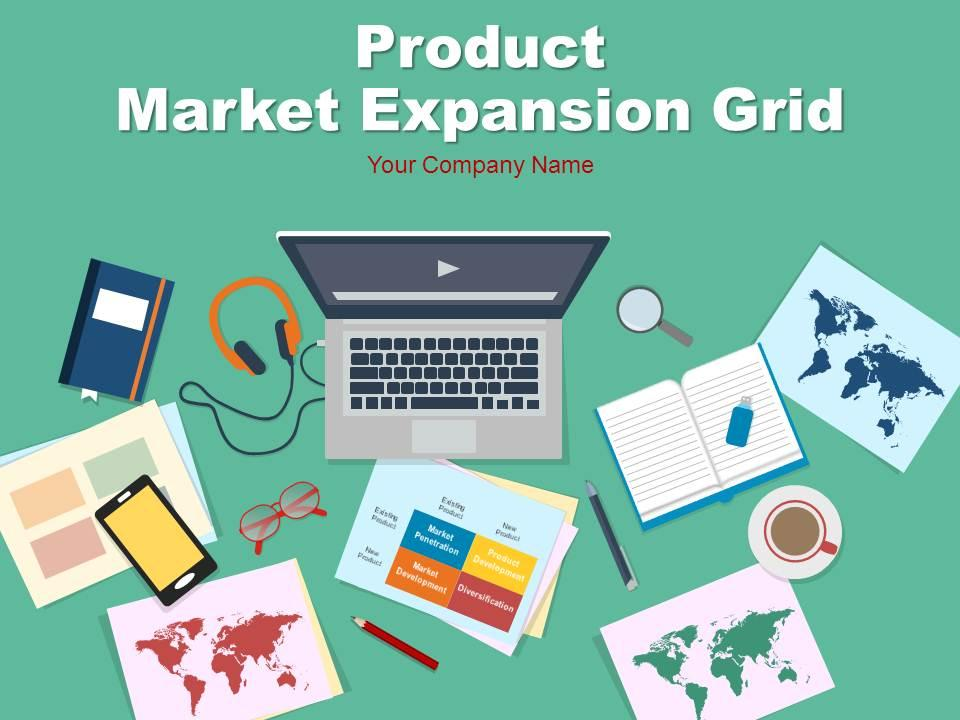 Product
Market Expansion Grid
Your Company Name
Existing
Product
New
Product
Existing
Product
Market
Penetration
Product
Development
New
Product
Market
Development
Diversification